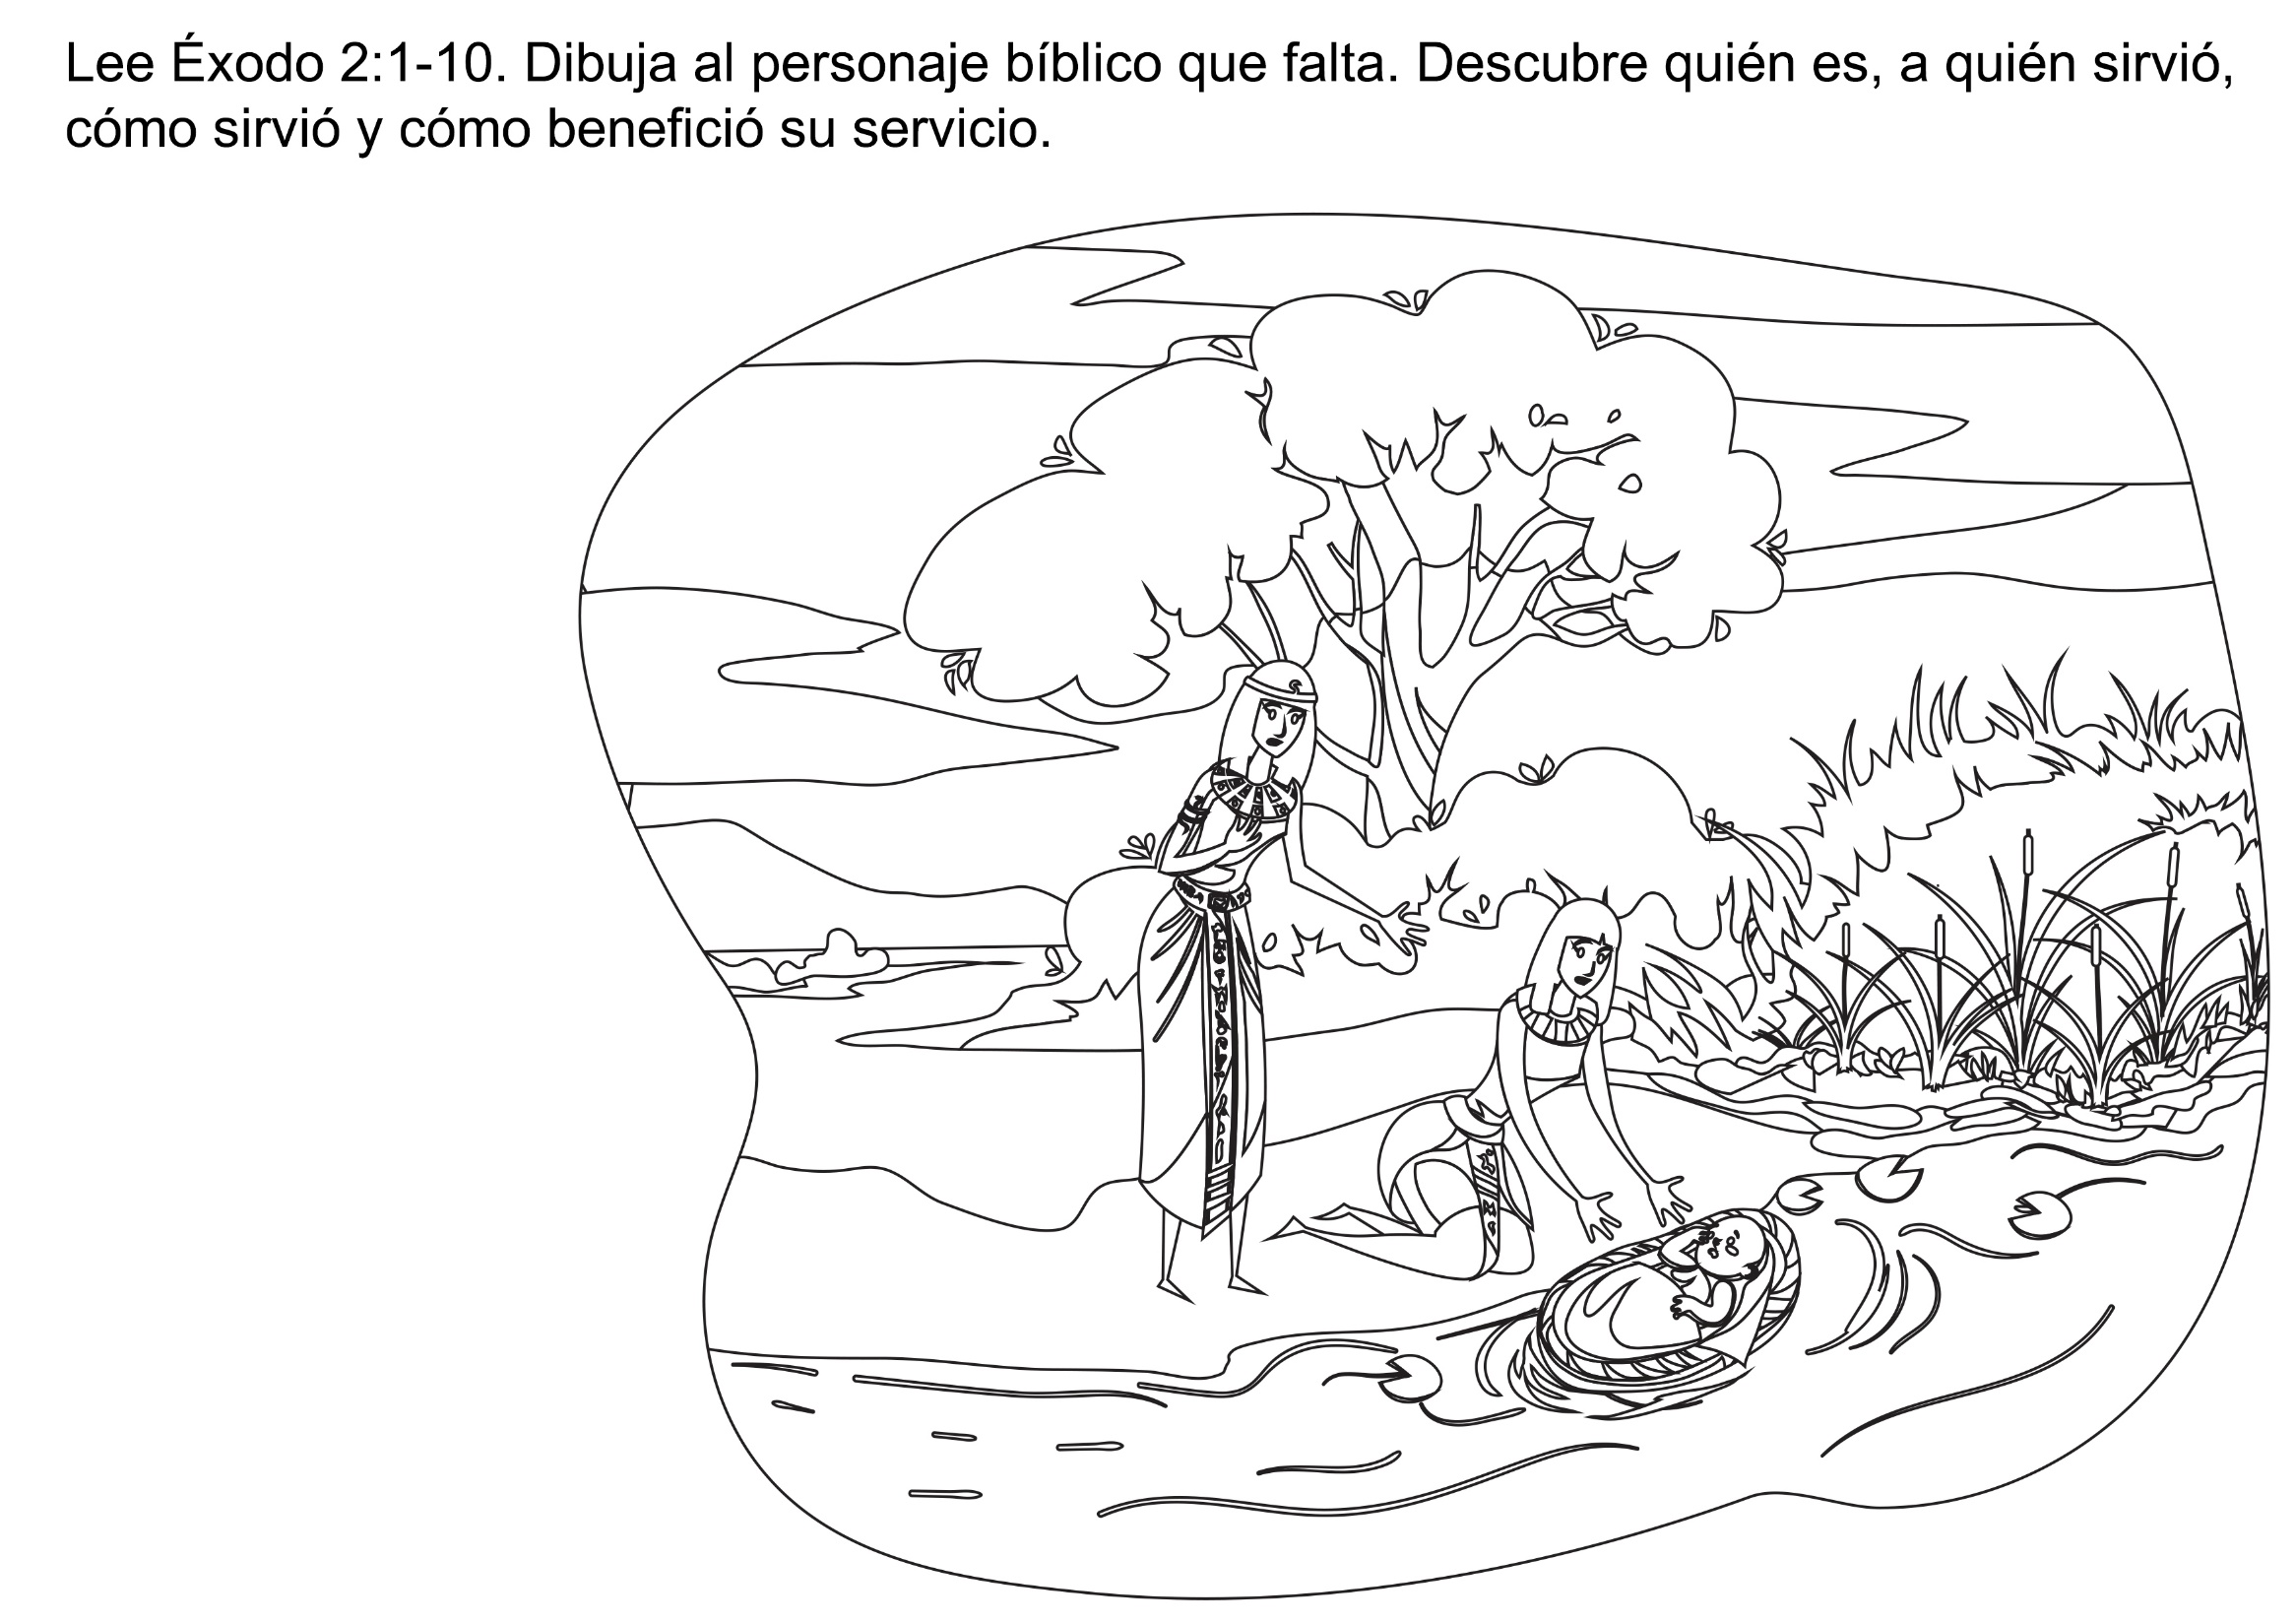 Lee Éxodo 2:1-10. Dibuja al personaje bíblico que falta. Descubre quién es, a quién sirvió,
cómo sirvió y cómo benefició su servicio.